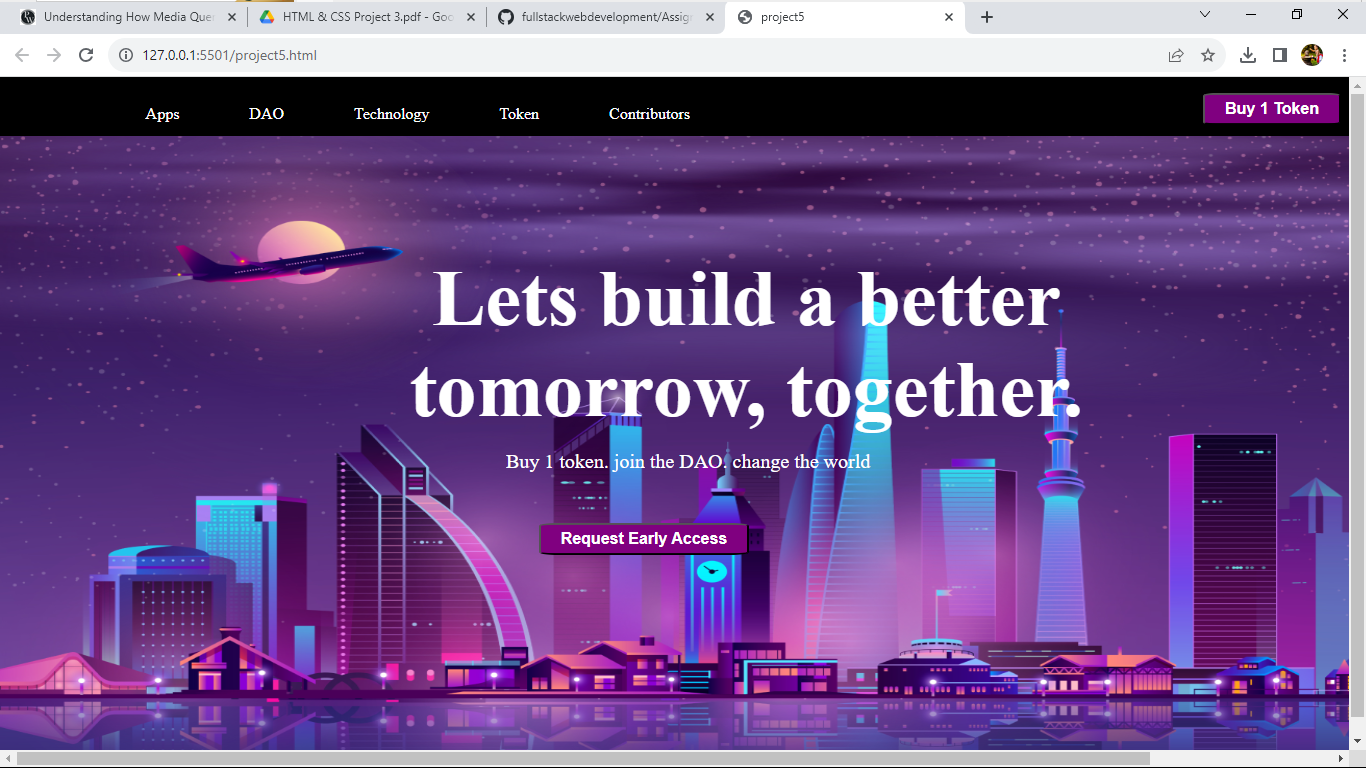 Understanding How Media Que
HTML & CSS Project 3.pdf - Goo
fullstackwebdevelopment/Assig
project5
127.0.0.1:5501/project5.html
Apps
DAO
Technology
Token
Contributors
Buy 1 Token
Lets build a better
tomorrow, together.
Buy 1 token. join the DAO. change the world
Request Early Access